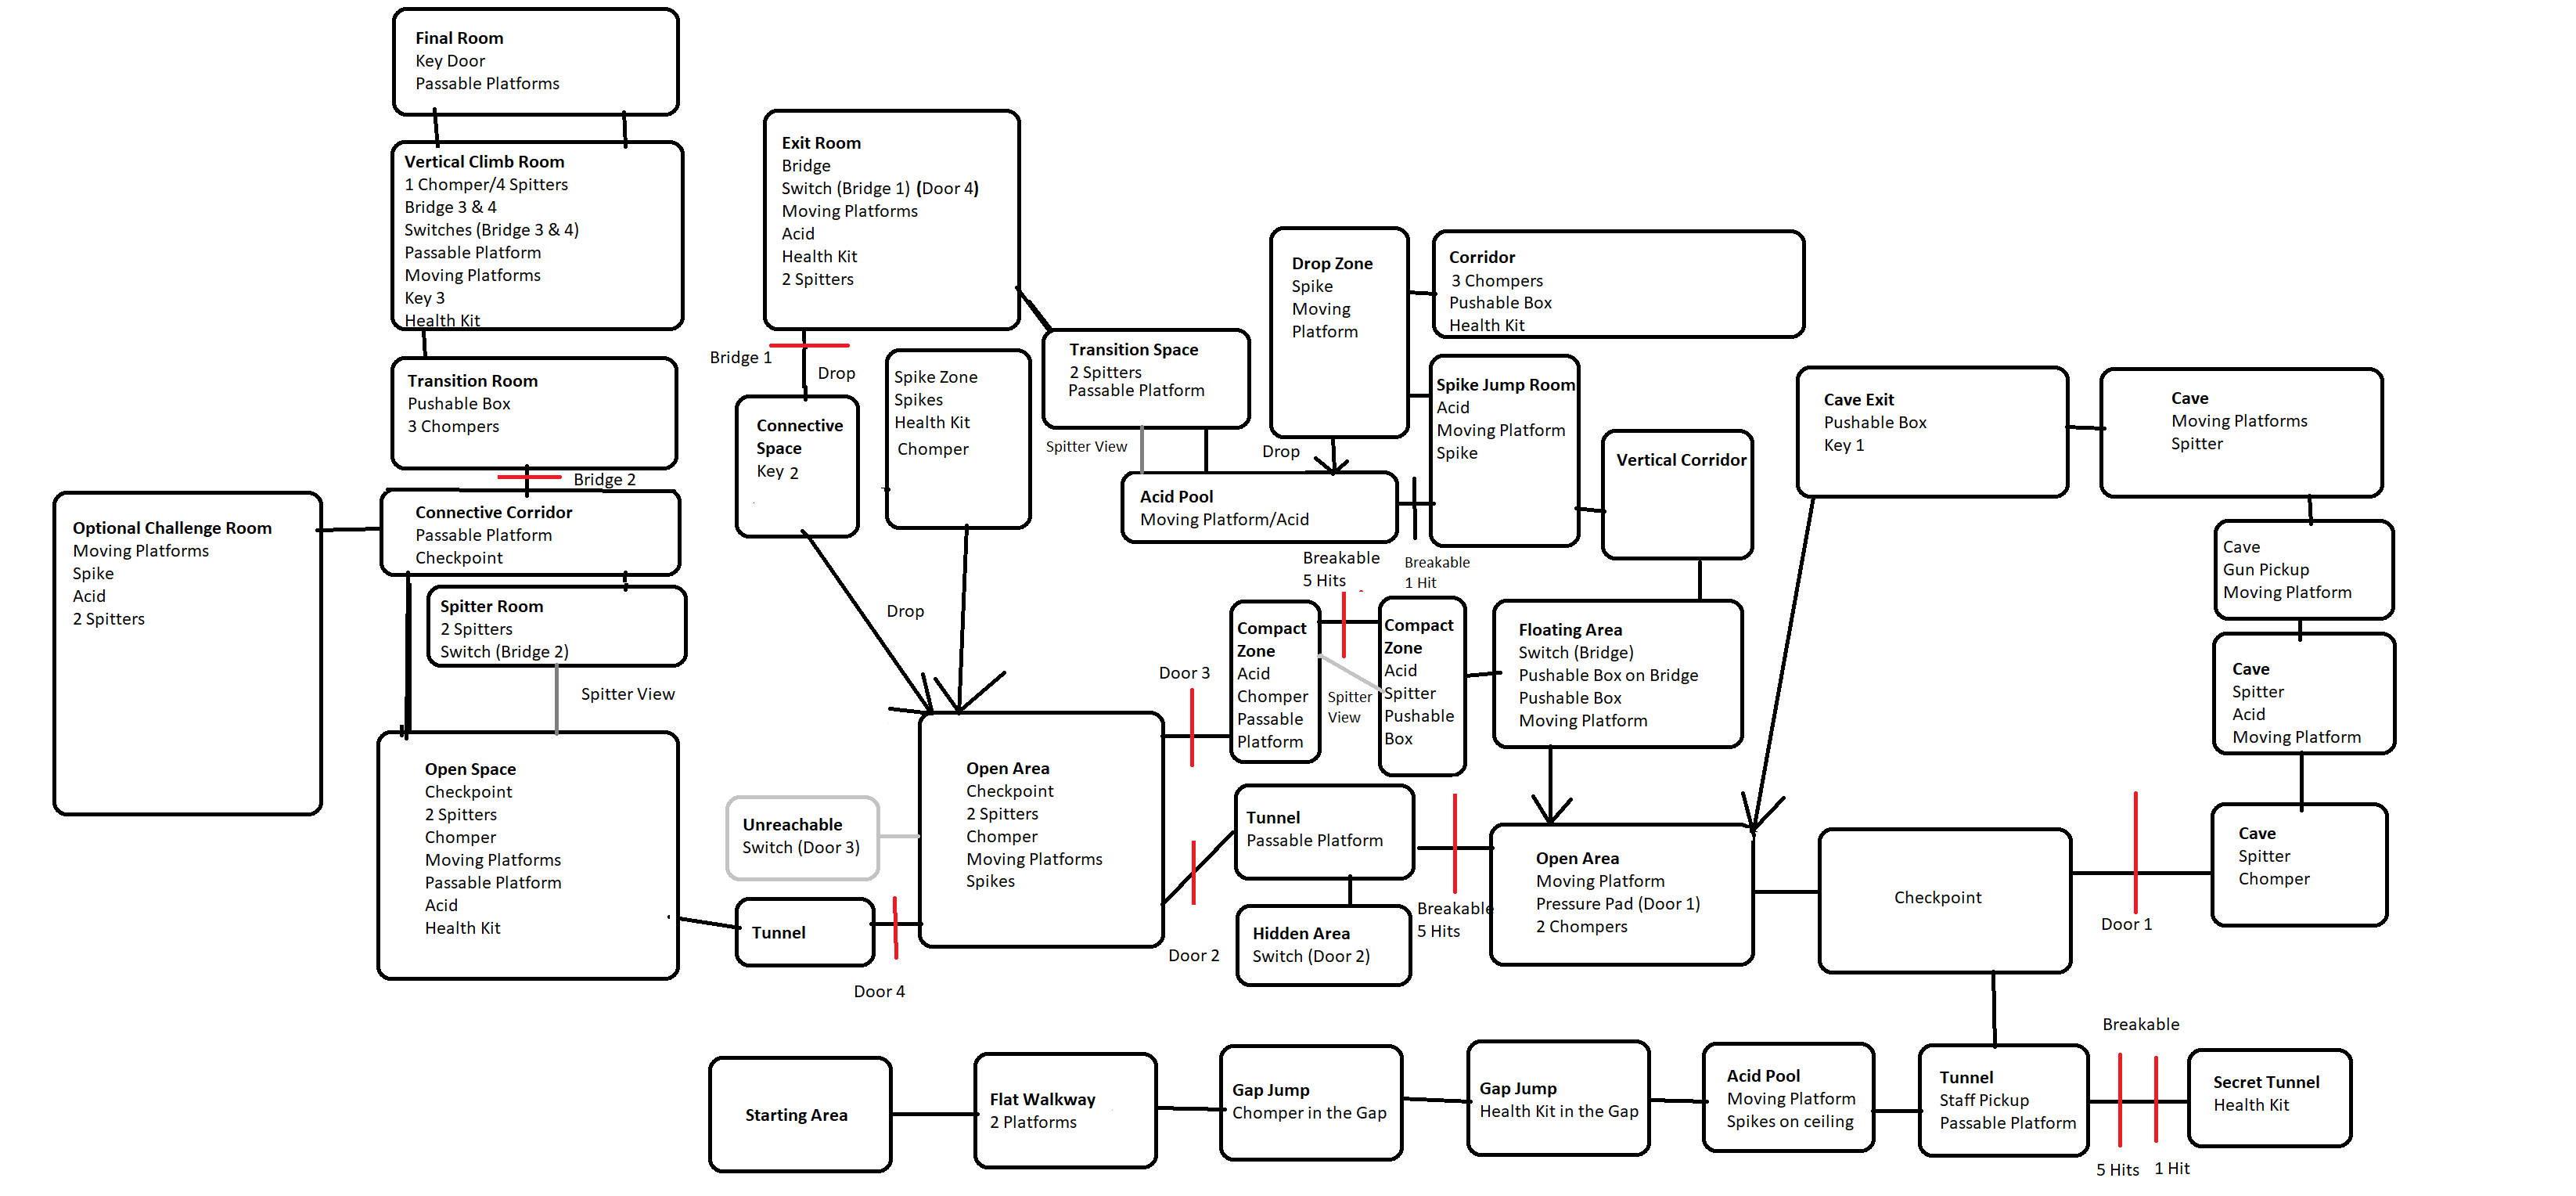 Final Room
Key Door
Passable Platforms
Vertical Climb Room
1 Chomper/4 Spitters
Bridge 3 & 4
Switches (Bridge 3 & 4)
Passable Platform
Moving Platforms
Key 3
Health Kit
Transition Room
Pushable Box
3 Chompers
Bridge 2
Optional Challenge Room
Moving Platforms
Spike
Acid
2 Spitters
Connective Corridor
Passable Platform
Checkpoint
Spitter Room
2 Spitters
Switch (Bridge 2)
Spitter View
Open Space
Checkpoint
2 Spitters
Chomper
Moving Platforms
Passable Platform
Acid
Health Kit
Exit Room
Bridge
Switch (Bridge 1) (Door 4)
Moving Platforms
Acid
Health Kit
2 Spitters
Bridge 1
Drop
Connective
Space
Key 2
Spike Zone
Spikes
Health Kit
Chomper
Drop
Transition Space
2 Spitters
Passable Platform
Spitter View
Drop Zone
Spike
Moving
Platform
Drop
Corridor
3 Chompers
Pushable Box
Health Kit
Spike Jump Room
Acid
Moving Platform
Spike
Acid Pool
Moving Platform/Acid
Breakable
1 Hit
Vertical Corridor
Breakable
5 Hits
Compact
Zone
Acid
Chomper
Passable
Platform
Spitter
View
Compact
Zone
Acid
Spitter
Pushable
Box
Floating Area
Switch (Bridge)
Pushable Box on Bridge
Pushable Box
Moving Platform
Door 3
Cave Exit
Pushable Box
Key 1
Cave
Moving Platforms
Spitter
Cave
Gun Pickup
Moving Platform
Cave
Spitter
Acid
Moving Platform
Cave
Spitter
Chomper
Door 1
Unreachable
Switch (Door 3)
Tunnel
Door 4
Open Area
Checkpoint
2 Spitters
Chomper
Moving Platforms
Spikes
Door 2
Tunnel
Passable Platform
Hidden Area
Switch (Door 2)
Breakable
5 Hits
Open Area
Moving Platform
Pressure Pad (Door 1)
2 Chompers
Checkpoint
Starting Area
Flat Walkway
2 Platforms
Gap Jump
Chomper in the Gap
Gap Jump
Health Kit in the Gap
Acid Pool
Moving Platform
Spikes on ceiling
Tunnel
Staff Pickup
Passable Platform
Breakable
5 Hits
1 Hit
Secret Tunnel
Health Kit